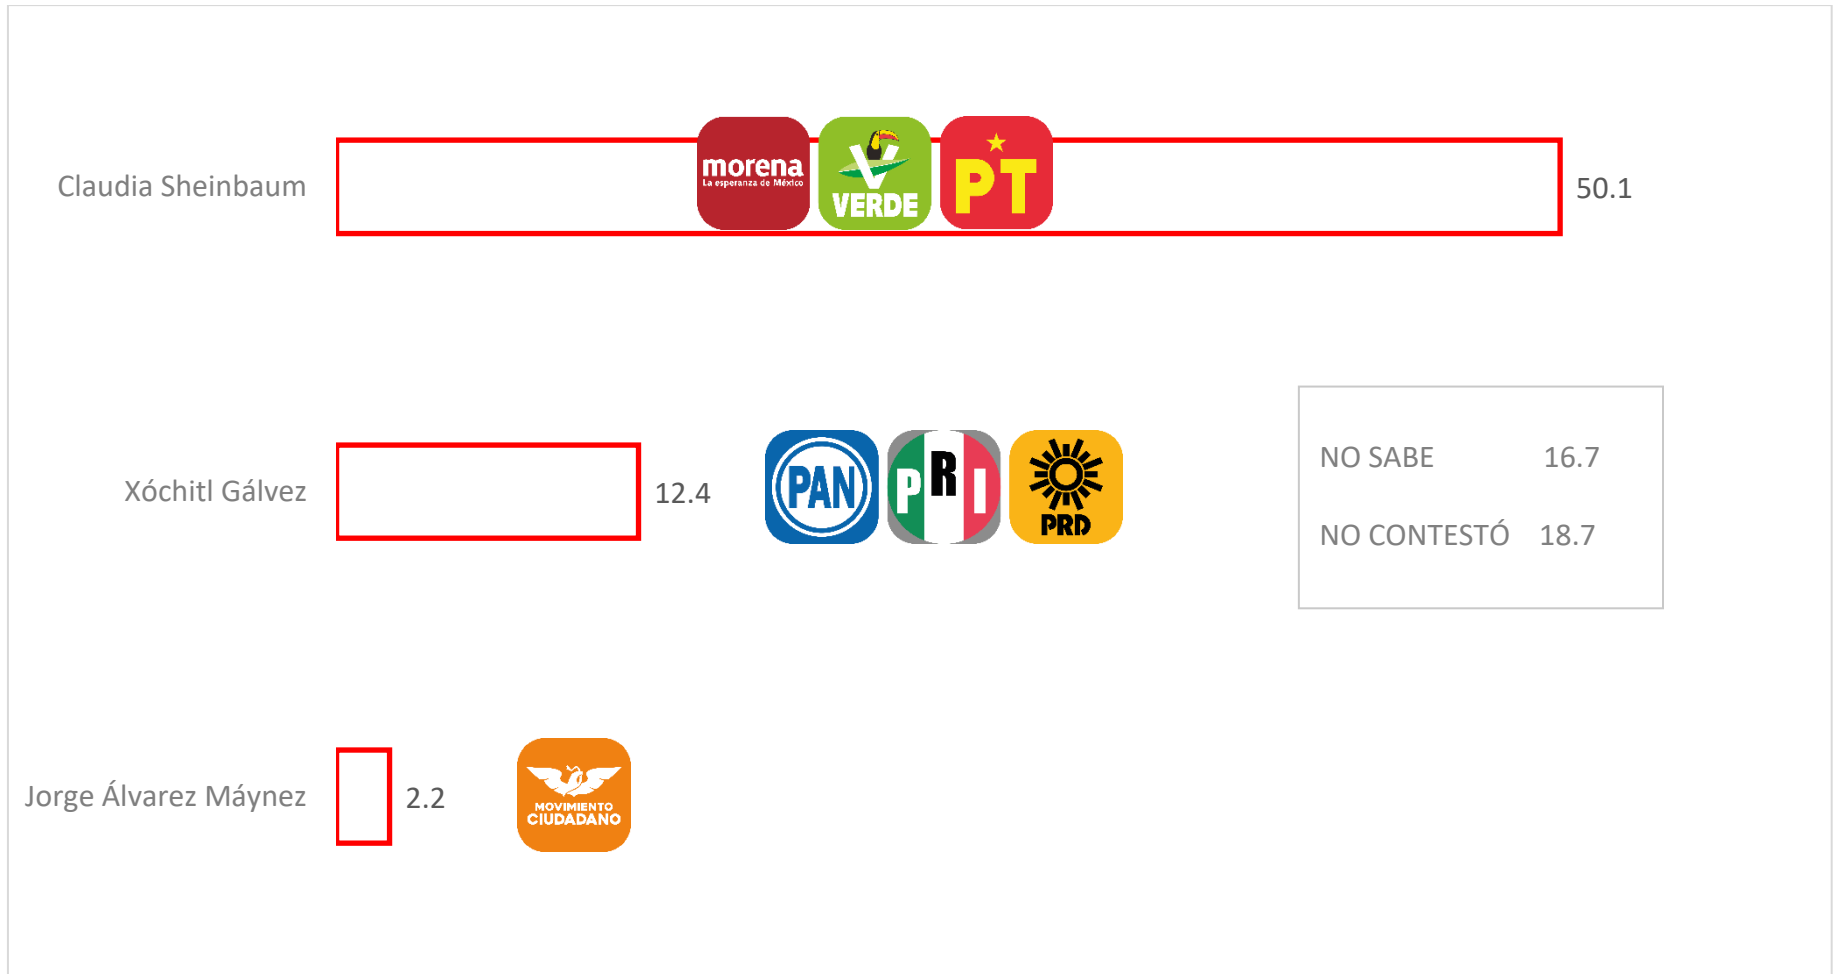 morena
La esperanza de México
VERDE
PT
Claudia Sheinbaum
50.1
NO SABE 16.7
Xóchitl Gálvez
12.4
PAN
PRI
PRD
NO CONTESTÓ 18.7
Jorge Álvarez Máynez
2.2
MOVIMIENTO
CIUDADANO